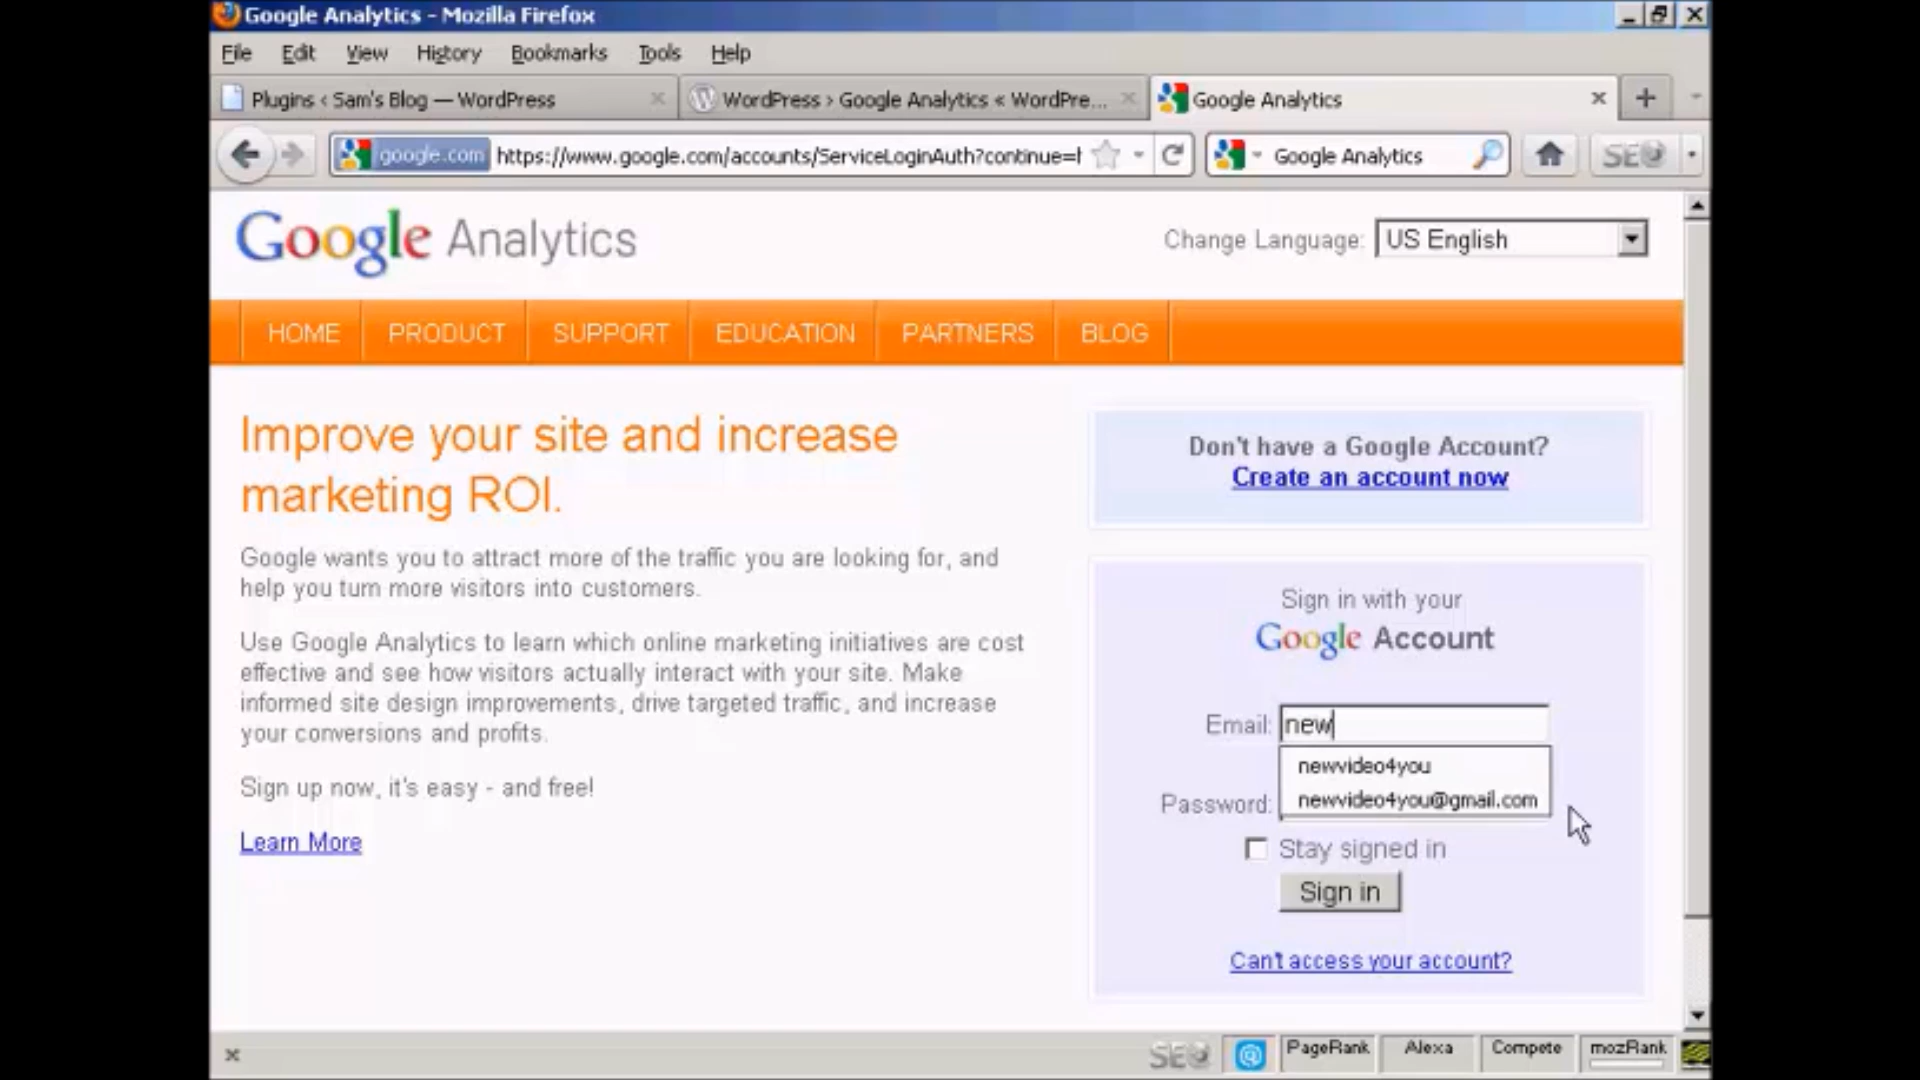 Google Analytics - Mozilla Firefox
File Edit View History Bookmarks Tools Help
Plugins ‹ Sam's Blog — WordPress
WordPress › Google Analytics « WordPre...
Google Analytics
google.com https://www.google.com/accounts/ServiceLoginAuth?continue=h
Google Analytics
SEO
Google Analytics
Change Language: US English
HOME PRODUCT SUPPORT EDUCATION PARTNERS BLOG
Improve your site and increase
marketing ROI.
Google wants you to attract more of the traffic you are looking for, and
help you turn more visitors into customers.
Use Google Analytics to learn which online marketing initiatives are cost
effective and see how visitors actually interact with your site. Make
informed site design improvements, drive targeted traffic, and increase
your conversions and profits.
Sign up now, it's easy - and free!
Learn More
Don't have a Google Account?
Create an account now
Sign in with your
Google Account
Email: new
newvideo4you
newvideo4you@gmail.com
Password:
Stay signed in
Sign in
Can't access your account?
SEO PageRank Alexa Compete mozRank